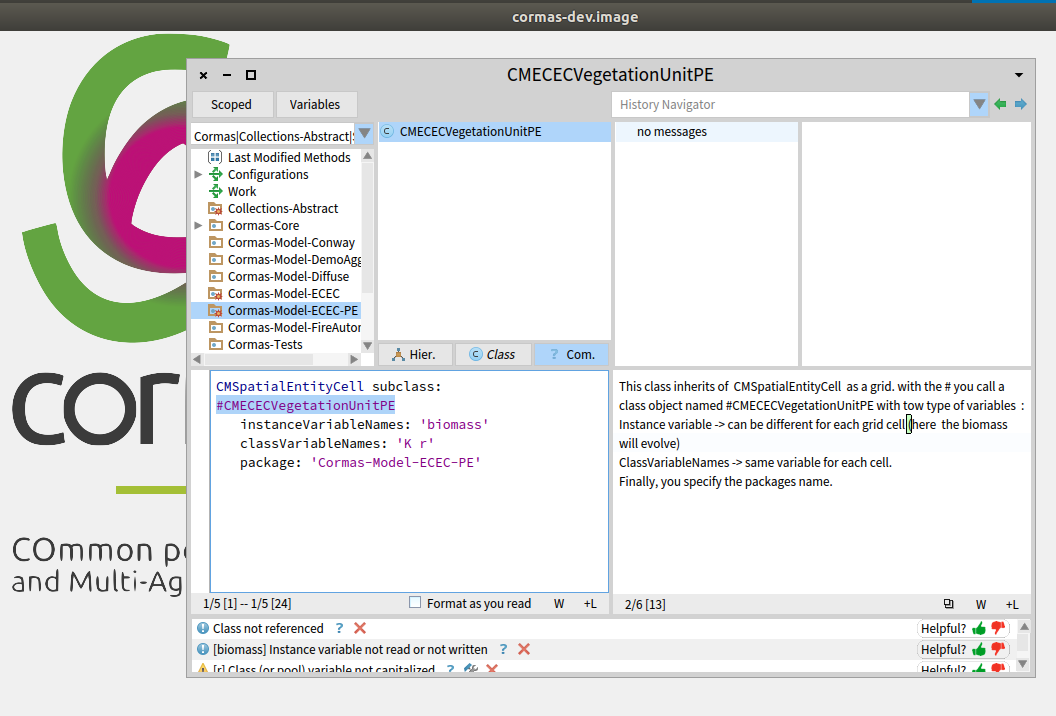 cormas-dev.image
CMECECVegetationUnitPE
Scoped
Variables
History Navigator
Cormas|Collections-Abstract|
Last Modified Methods
Configurations
Work
Collections-Abstract
Cormas-Core
Cormas-Model-Conway
Cormas-Model-DemoAgg
Cormas-Model-Diffuse
Cormas-Model-ECEC
Cormas-Model-ECEC-PE
Cormas-Model-FireAutor
Cormas-Tests
CMECECVegetationUnitPE
no messages
Hier.
Class
? Com.
CMSpatialEntityCell subclass:
#CMECECVegetationUnitPE
instanceVariableNames: 'biomass'
classVariableNames: 'K r'
package: 'Cormas-Model-ECEC-PE'
1/5 [1] -- 1/5 [24]
Format as you read
W
+L
This class inherits of CMSpatialEntityCell as a grid. with the # you call a
class object named #CMECECVegetationUnitPE with tow type of variables :
Instance variable -> can be different for each grid cell (here the biomass
will evolve)
ClassVariableNames -> same variable for each cell.
Finally, you specify the packages name.
2/6 [13]
W
+L
Class not referenced ?
Helpful?
[biomass] Instance variable not read or not written ?
Helpful?
[r] Class (or pool) variable not capitalized ?
Helpful?
cor
COmmon p
and Multi-Ag